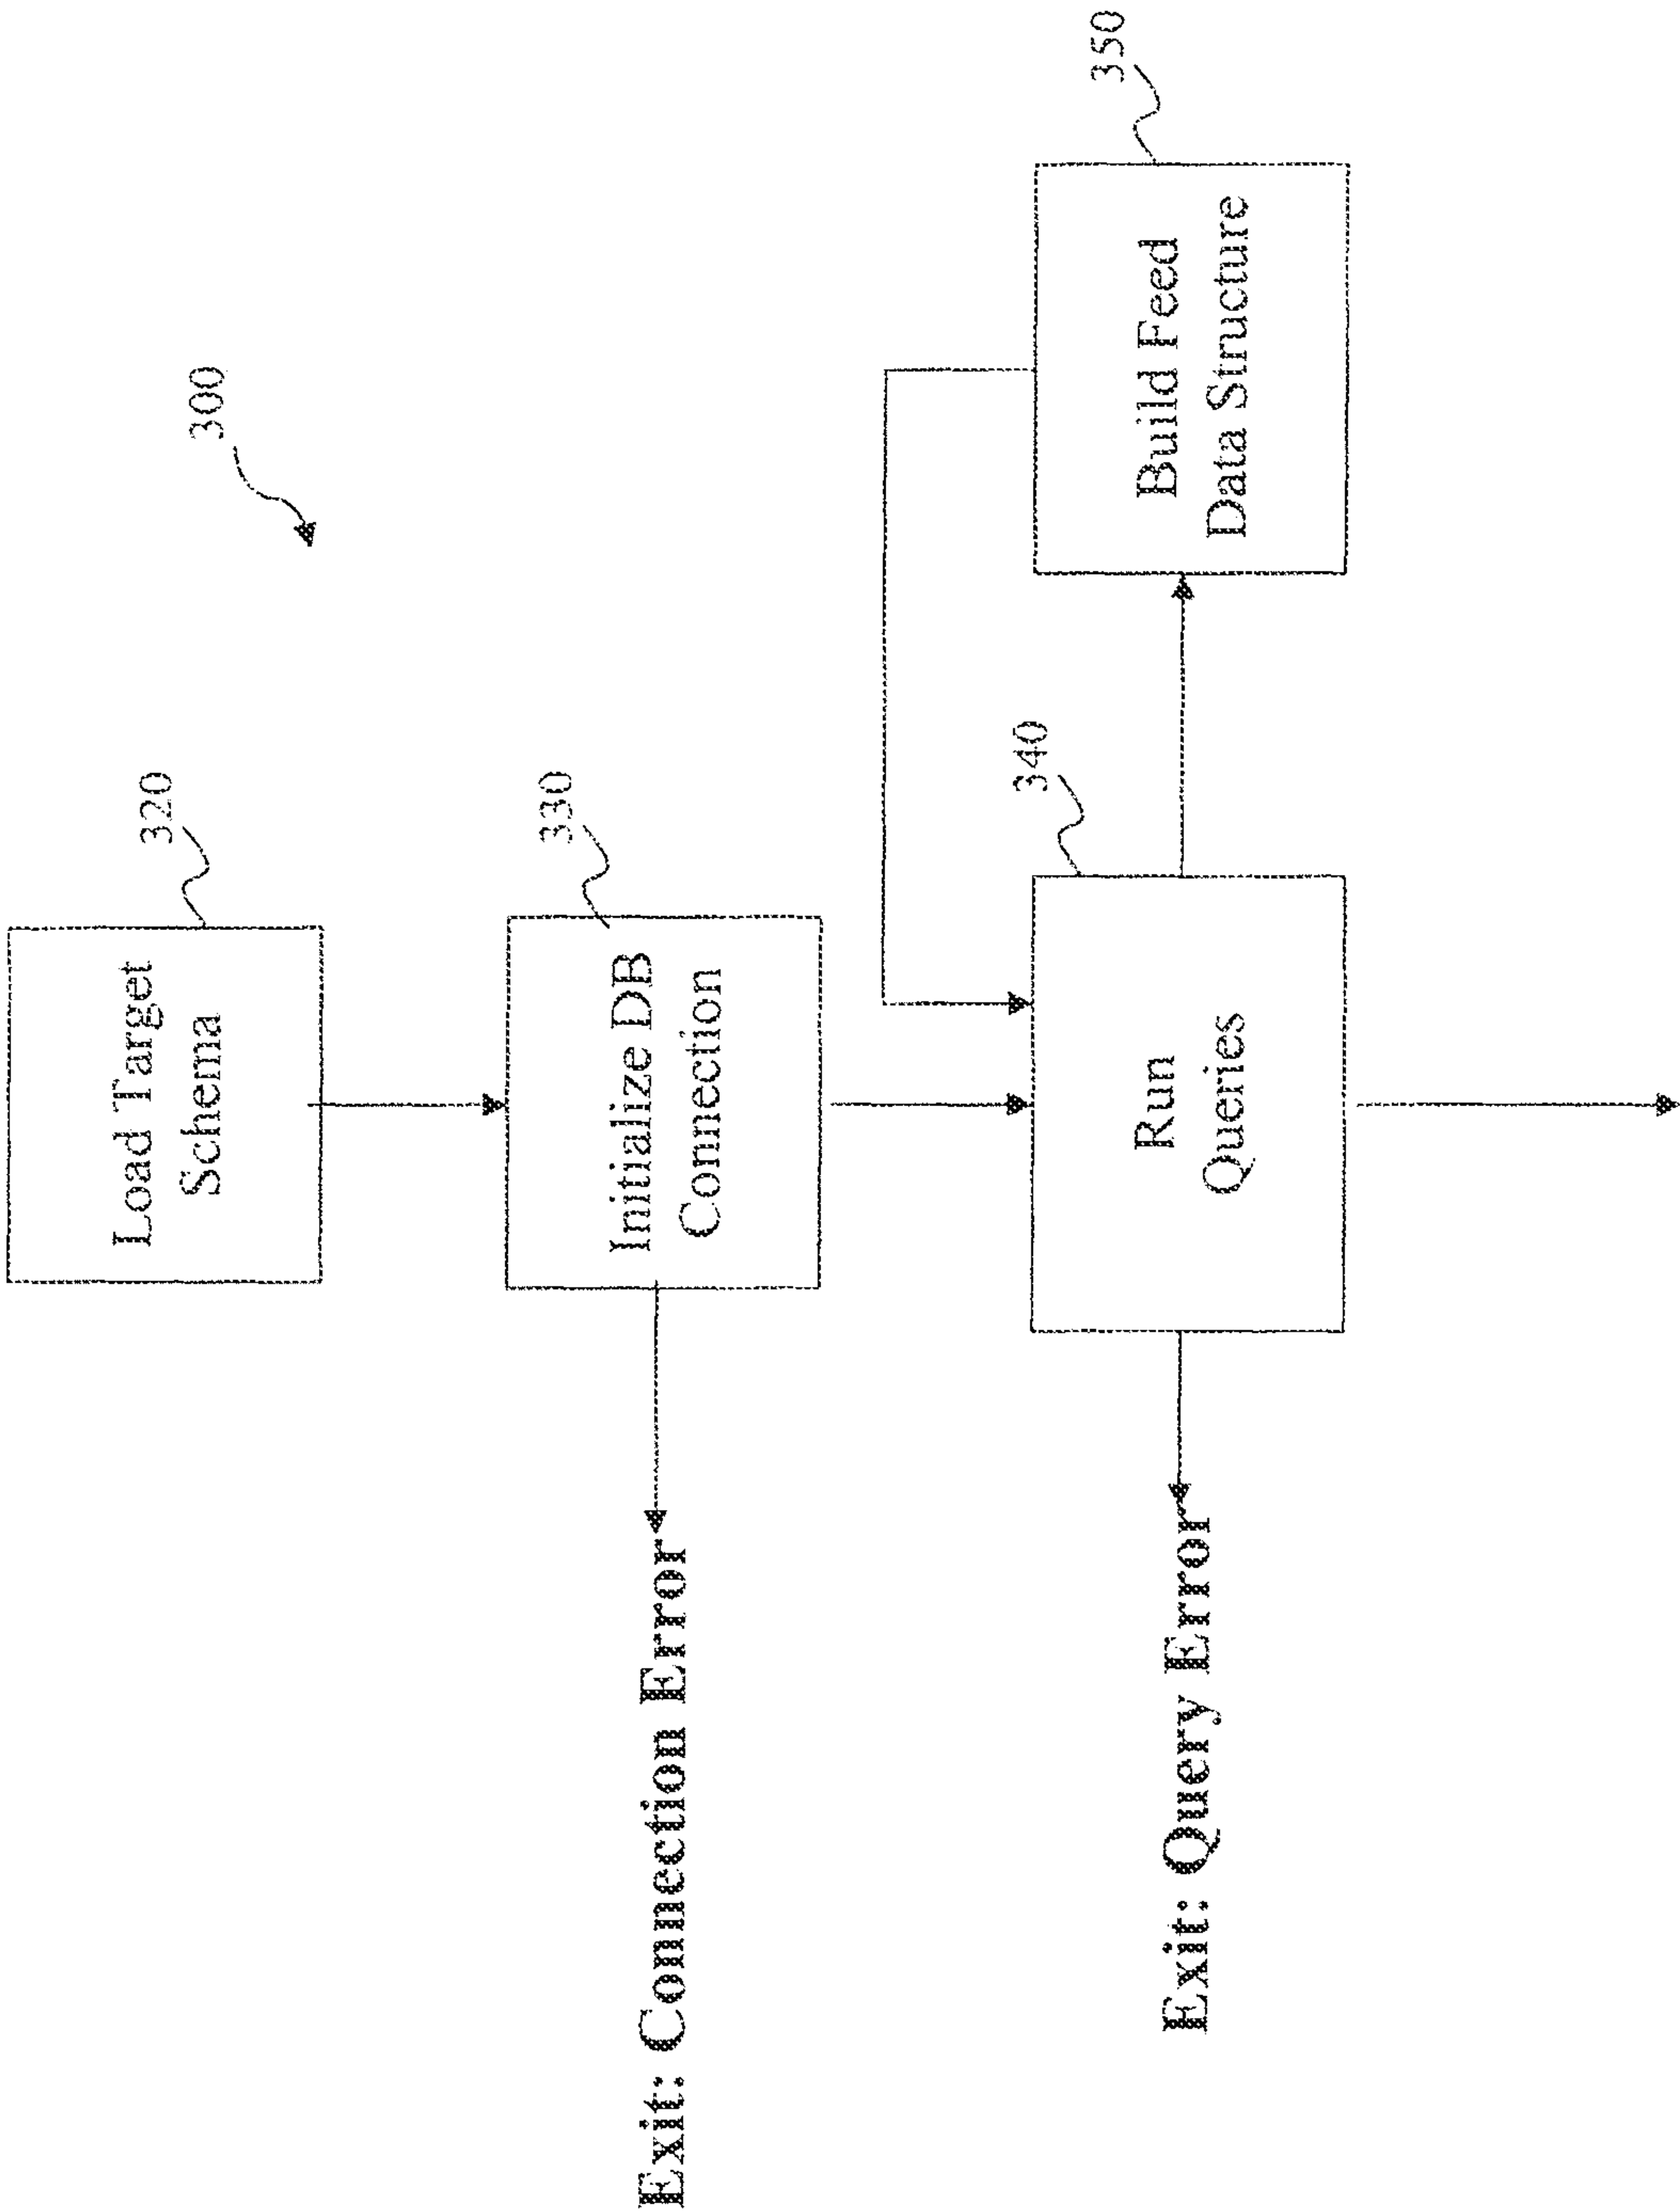 300
Load Target
Schema
320
Initialize DB
Connection
330
Exit: Connection Error
Run
Queries
340
Build Feed
Data Structure
350
Exit: Query Error